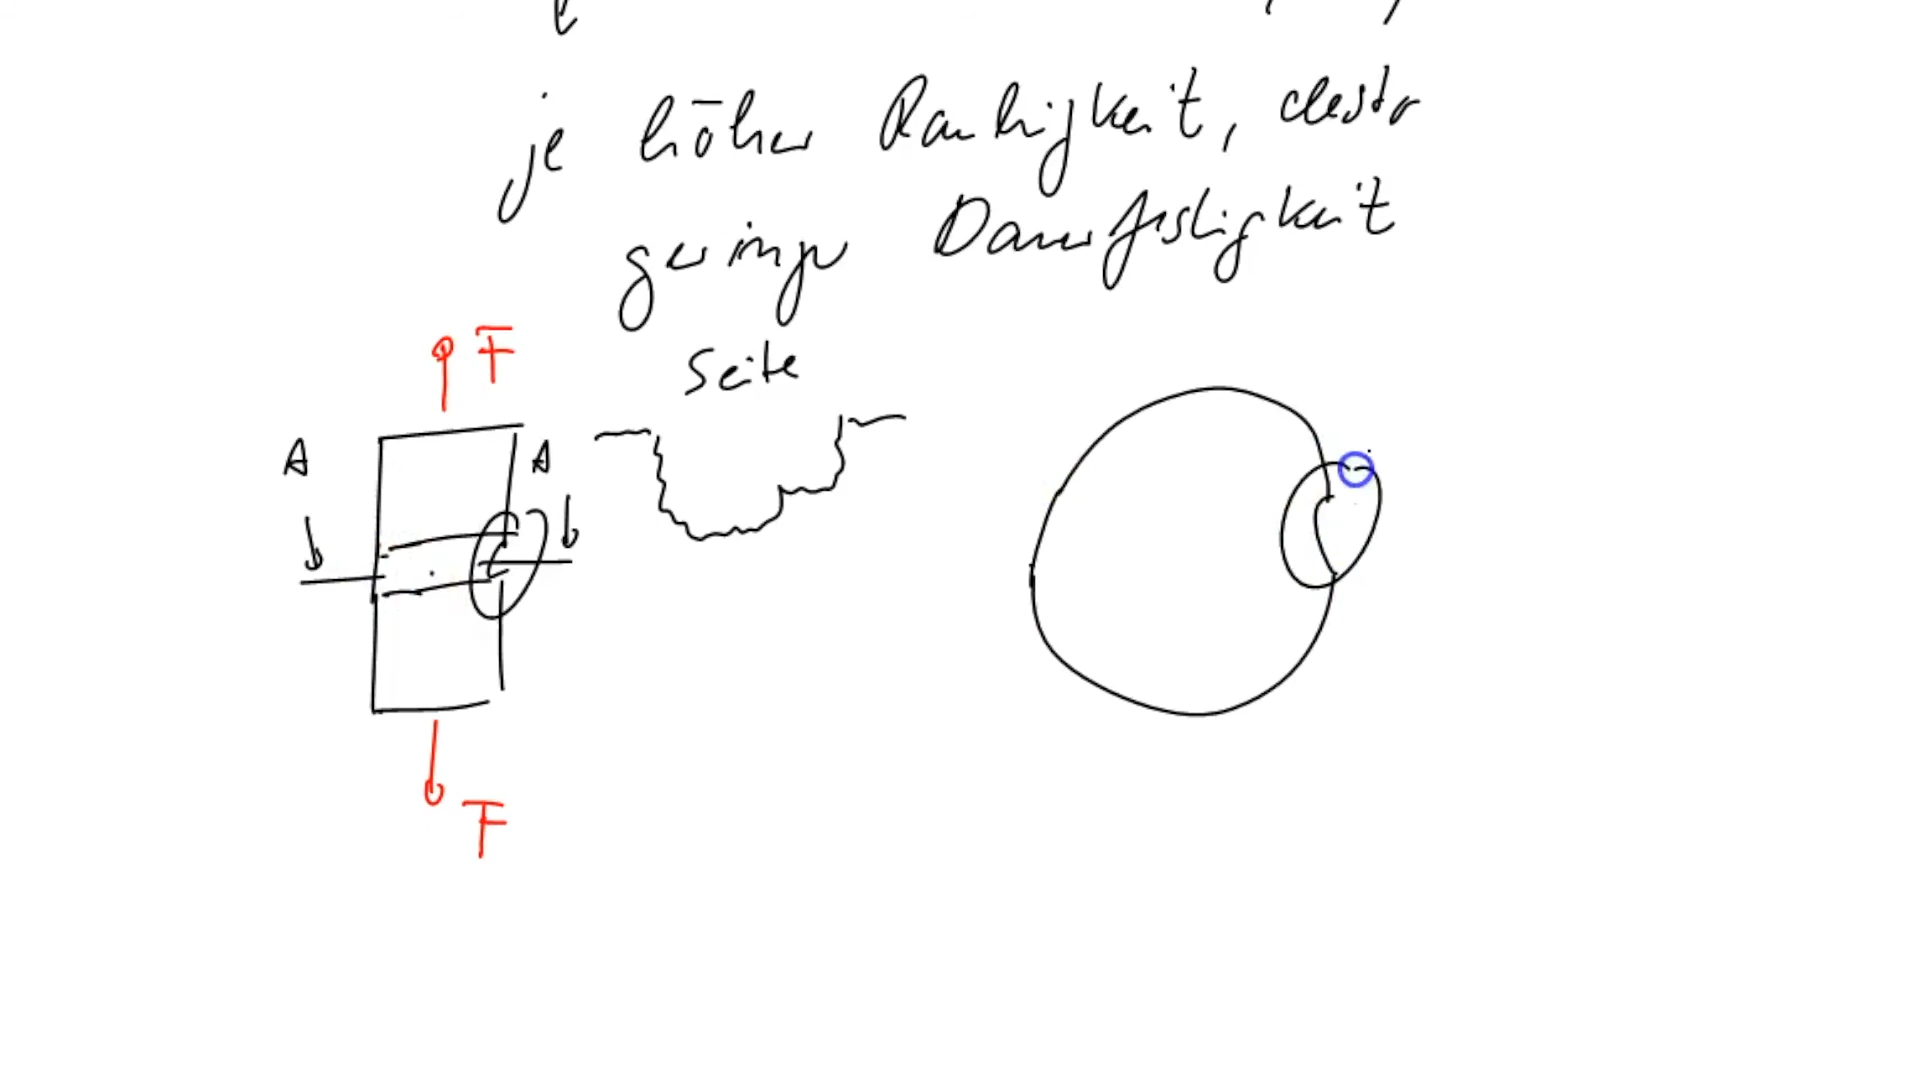 je höher Rauhigkeit, desto
geringer Dauerfestigkeit
F
Seite
A
A
F